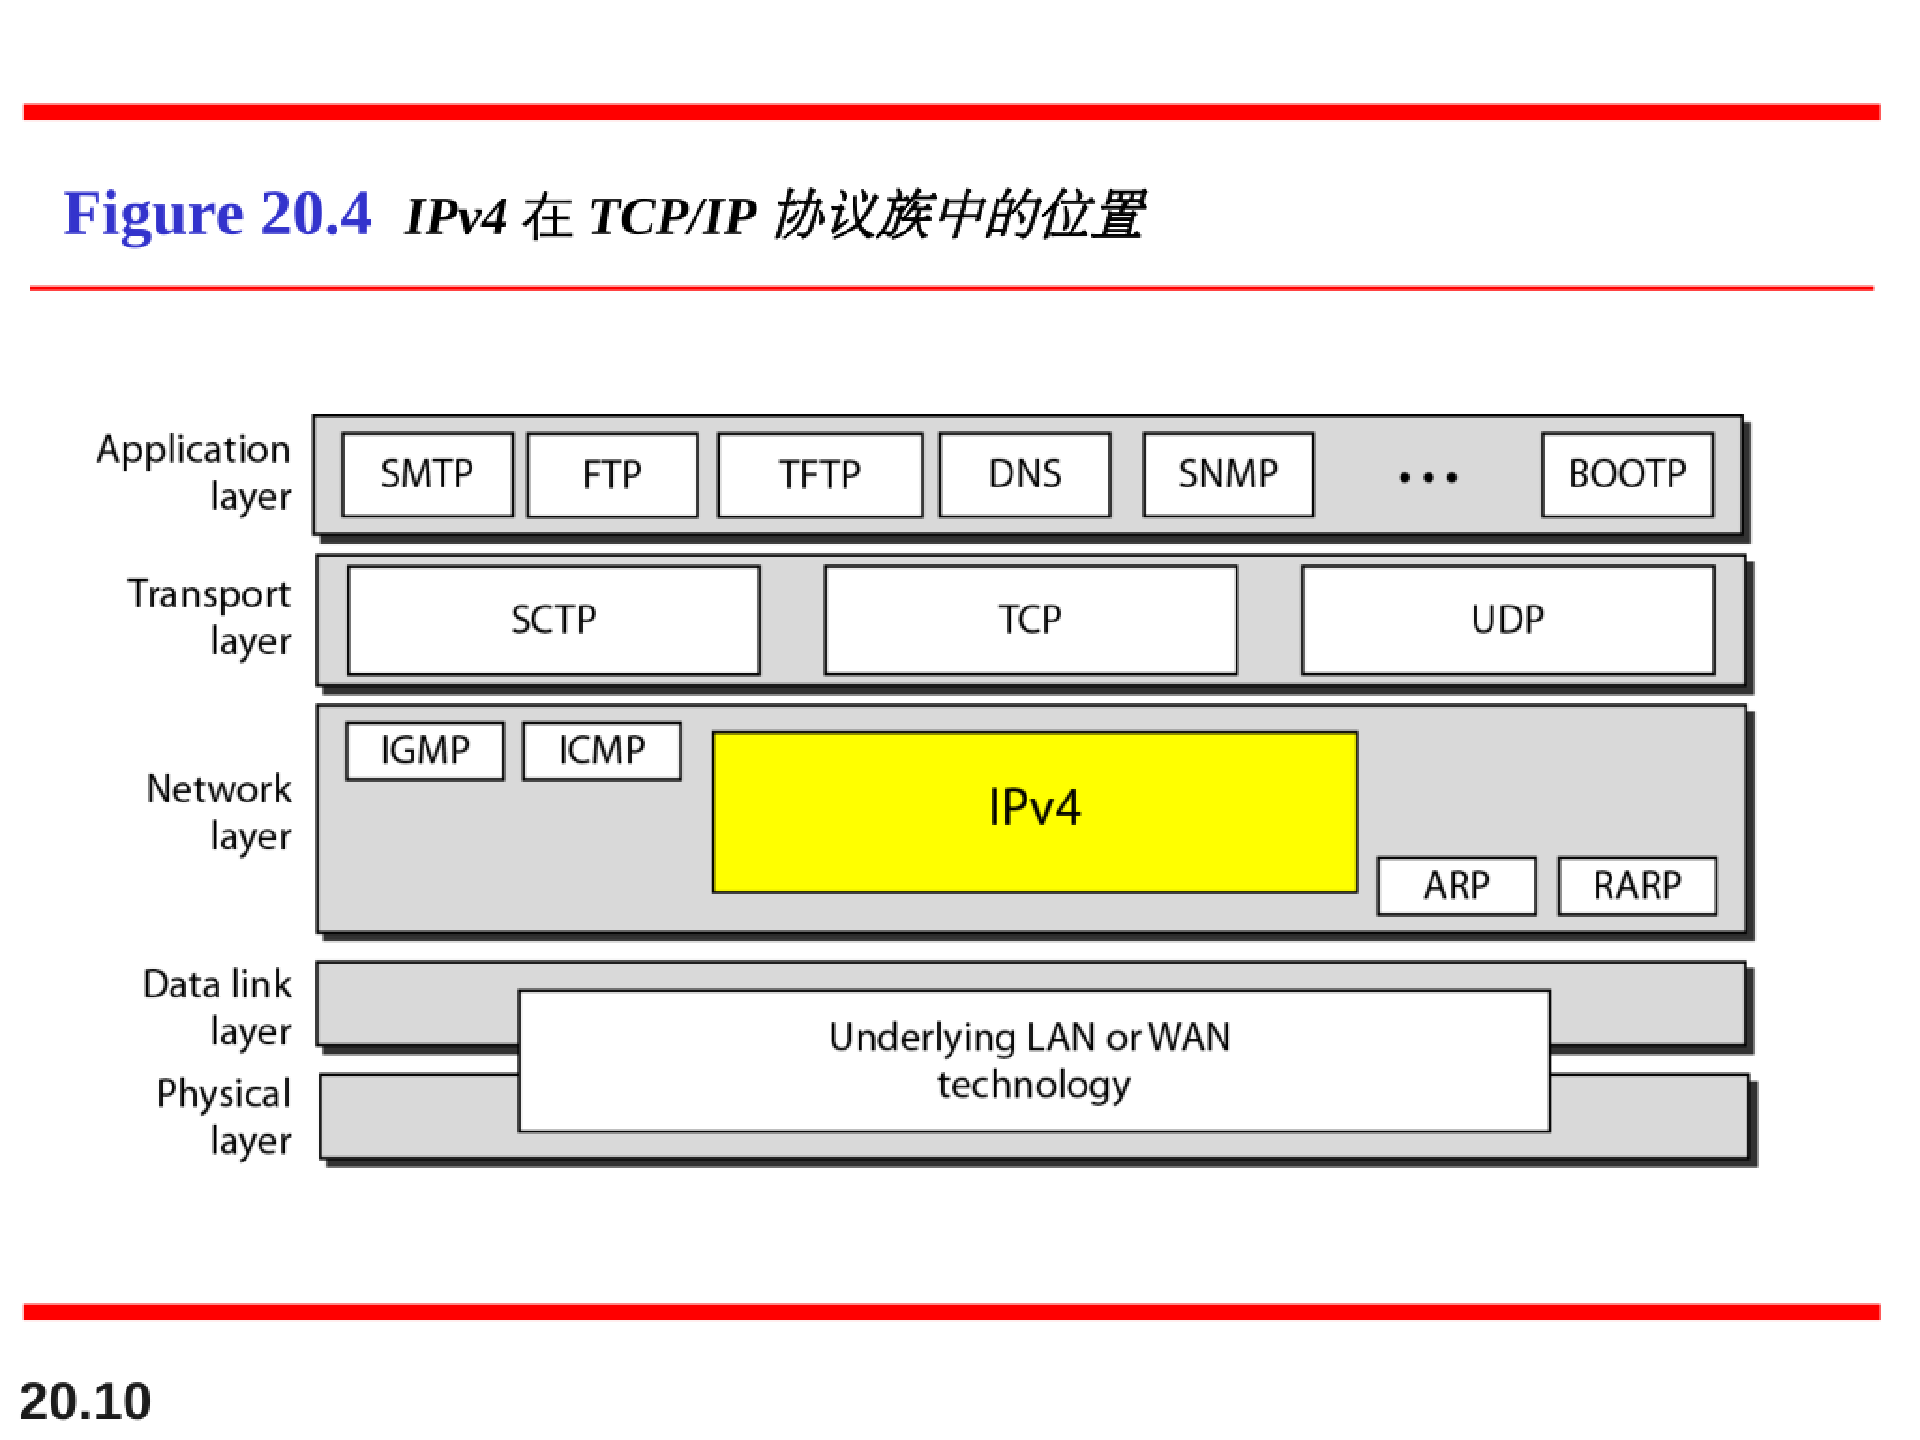 Figure 20.4 IPv4 在 TCP/IP 协议族中的位置
Application
layer
SMTP FTP TFTP DNS SNMP ••• BOOTP
Transport
layer
SCTP TCP UDP
Network
layer
IGMP ICMP IPv4 ARP RARP
Data link
layer
Physical
layer
Underlying LAN or WAN
technology
20.10